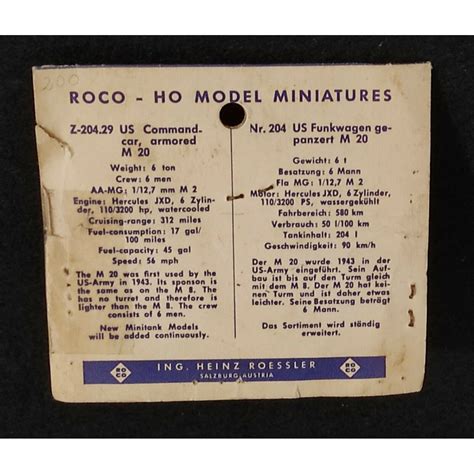 200
ROCO - HO MODEL MINIATURES
Z-204.29 US Command-
car, armored
M 20
Weight: 6 ton
Crew: 6 men
AA-MG: 1/12,7 mm M 2
Engine: Hercules JXD, 6 Zylin-
der, 110/3200 hp, watercooled
Cruising-range: 312 miles
Fuel-consumption: 17 gal/
100 miles
Fuel-capacity: 45 gal
Speed: 56 mph
The M 20 was first used by the
US-Army in 1943. Its sponson is
the same as on the M 8. The
has no turret and therefore is
lighter than the M 8. The crew
consists of 6 men.
New Minitank Models
will be added continuously.
Nr. 204 US Funkwagen ge-
panzert M 20
Gewicht: 6 t
Besatzung: 6 Mann
Fla MG: 1/12,7 mm M 2
Motor: Hercules JXD, 6 Zylinder,
110/3200 PS, wassergekühlt
Fahrbereich: 580 km
Verbrauch: 50 l/100 km
Tankinhalt: 204 l
Geschwindigkeit: 90 km/h
Der M 20 wurde 1943 in der
US-Army eingeführt. Sein Auf-
bau ist bis auf den Turm gleich
mit dem M 8. Der M 20 hat kei-
nen Turm und ist daher etwas
leichter. Seine Besetzung beträgt
6 Mann.
Das Sortiment wird ständig
erweitert.
RO
CO
ING. HEINZ ROESSLER
SALZBURG, AUSTRIA
RO
CO